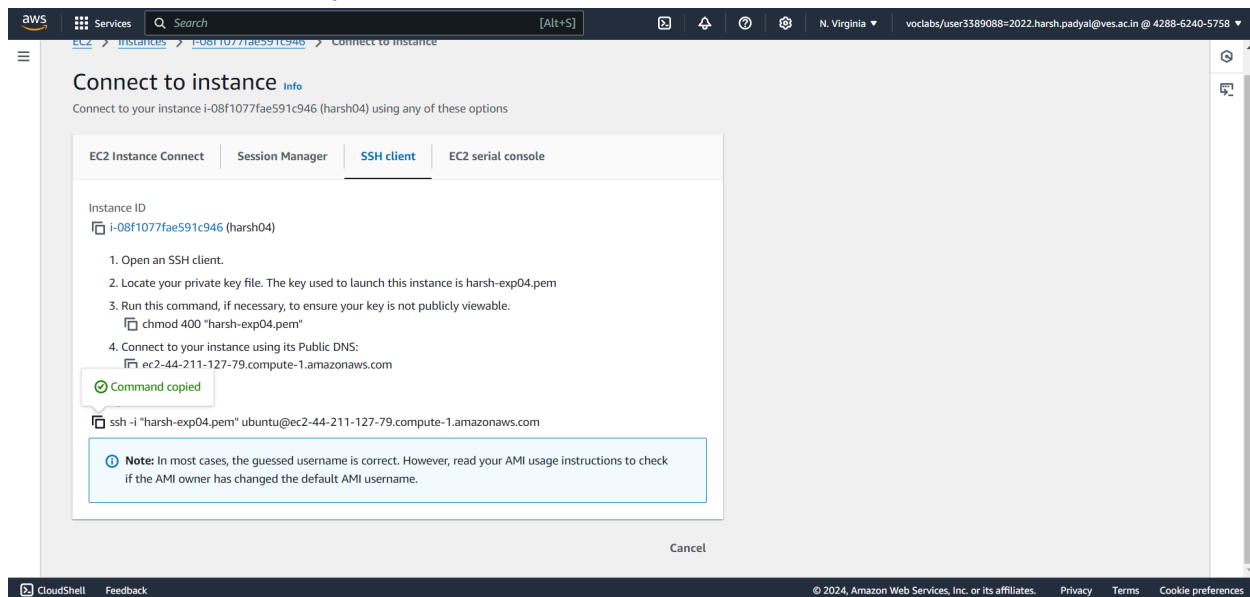 aws Services Search [Alt+S] N. Virginia ▼ voclabs/user3389088=2022.harsh.padyal@ves.ac.in @ 4288-6240-5758 ▼
EC2 > Instances > i-08f1077fae591c946 > Connect to instance
Connect to instance Info
Connect to your instance i-08f1077fae591c946 (harsh04) using any of these options
EC2 Instance Connect Session Manager SSH client EC2 serial console
Instance ID
i-08f1077fae591c946 (harsh04)
1. Open an SSH client.
2. Locate your private key file. The key used to launch this instance is harsh-exp04.pem
3. Run this command, if necessary, to ensure your key is not publicly viewable.
chmod 400 "harsh-exp04.pem"
4. Connect to your instance using its Public DNS:
ec2-44-211-127-79.compute-1.amazonaws.com
Command copied
ssh -i "harsh-exp04.pem" ubuntu@ec2-44-211-127-79.compute-1.amazonaws.com
Note: In most cases, the guessed username is correct. However, read your AMI usage instructions to check
if the AMI owner has changed the default AMI username.
Cancel
CloudShell Feedback © 2024, Amazon Web Services, Inc. or its affiliates. Privacy Terms Cookie preferences